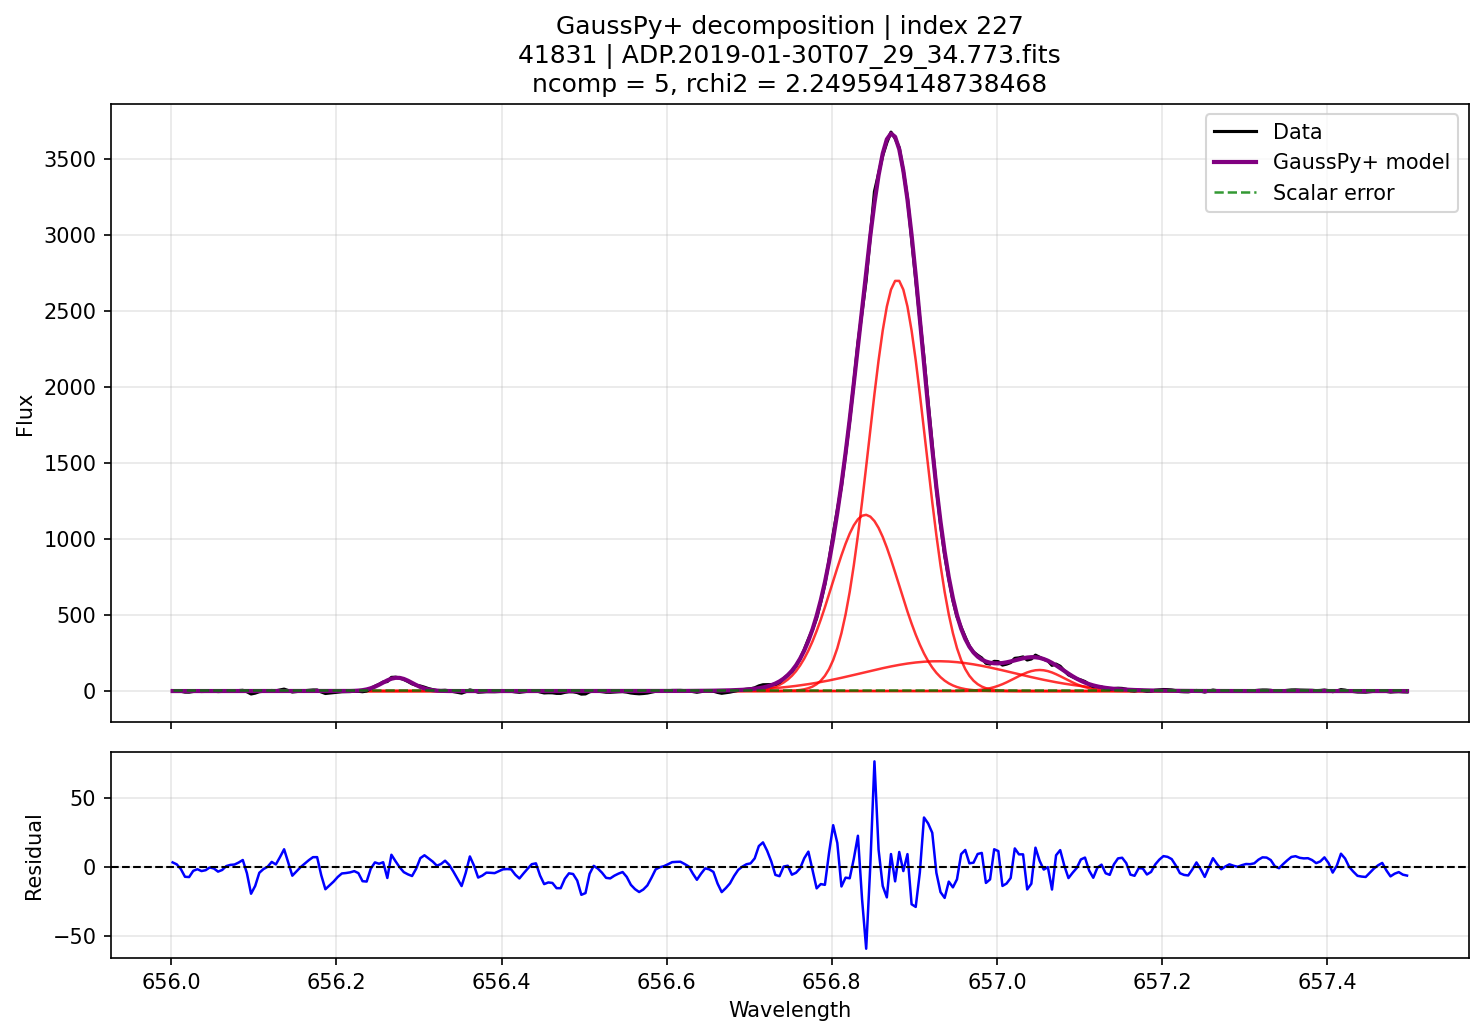 GaussPy+ decomposition | index 227
41831 | ADP.2019-01-30T07_29_34.773.fits
ncomp = 5, rchi2 = 2.249594148738468
Data
GaussPy+ model
Scalar error
Flux
3500
3000
2500
2000
1500
1000
500
0
Residual
50
0
−50
656.0 656.2 656.4 656.6 656.8 657.0 657.2 657.4
Wavelength